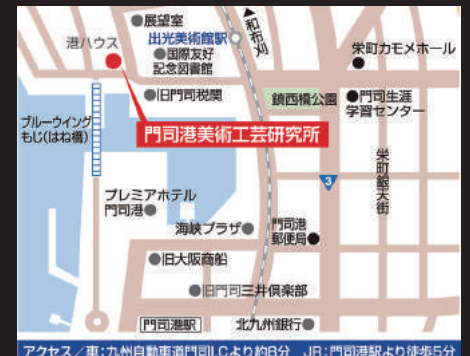 展望室
▲和布刈
港ハウス
出光美術館駅
国際友好
記念図書館
栄町カモメホール
旧門司税関
鎮西橋公園
門司生涯
学習センター
ブルーウイング
もじ(はね橋)
門司港美術工芸研究所
栄町銀天街
3
プレミアホテル
門司港
海峡プラザ
門司港
郵便局
旧大阪商船
旧門司三井倶楽部
門司港駅
北九州銀行
アクセス／車:九州自動車道門司I.Cより約8分 JR:門司港駅より徒歩5分